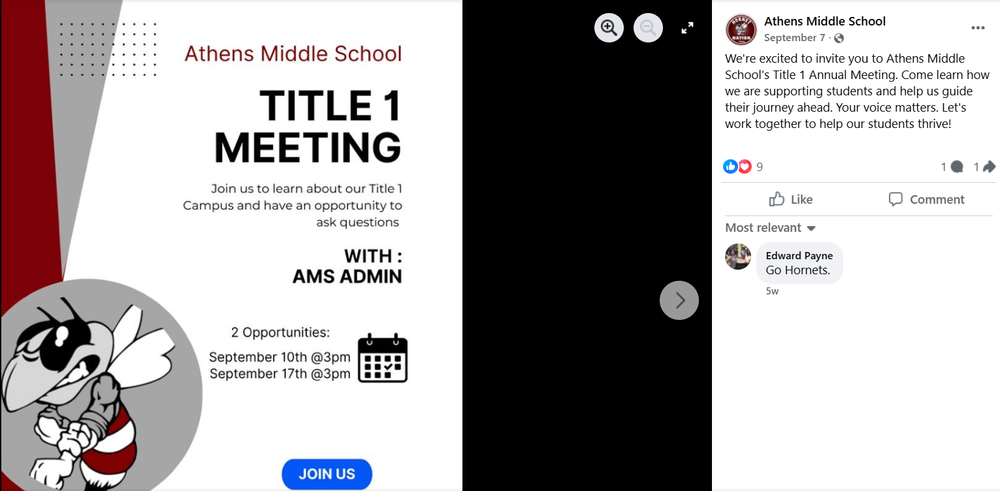 Athens Middle School
TITLE 1
MEETING
Join us to learn about our Title 1
Campus and have an opportunity to
ask questions
WITH :
AMS ADMIN
2 Opportunities:
September 10th @3pm
September 17th @3pm
JOIN US
HORNET
NATION
Athens Middle School
September 7 ·
We're excited to invite you to Athens Middle
School's Title 1 Annual Meeting. Come learn how
we are supporting students and help us guide
their journey ahead. Your voice matters. Let's
work together to help our students thrive!
9
1
1
Like
Comment
Most relevant
Edward Payne
Go Hornets.
5w